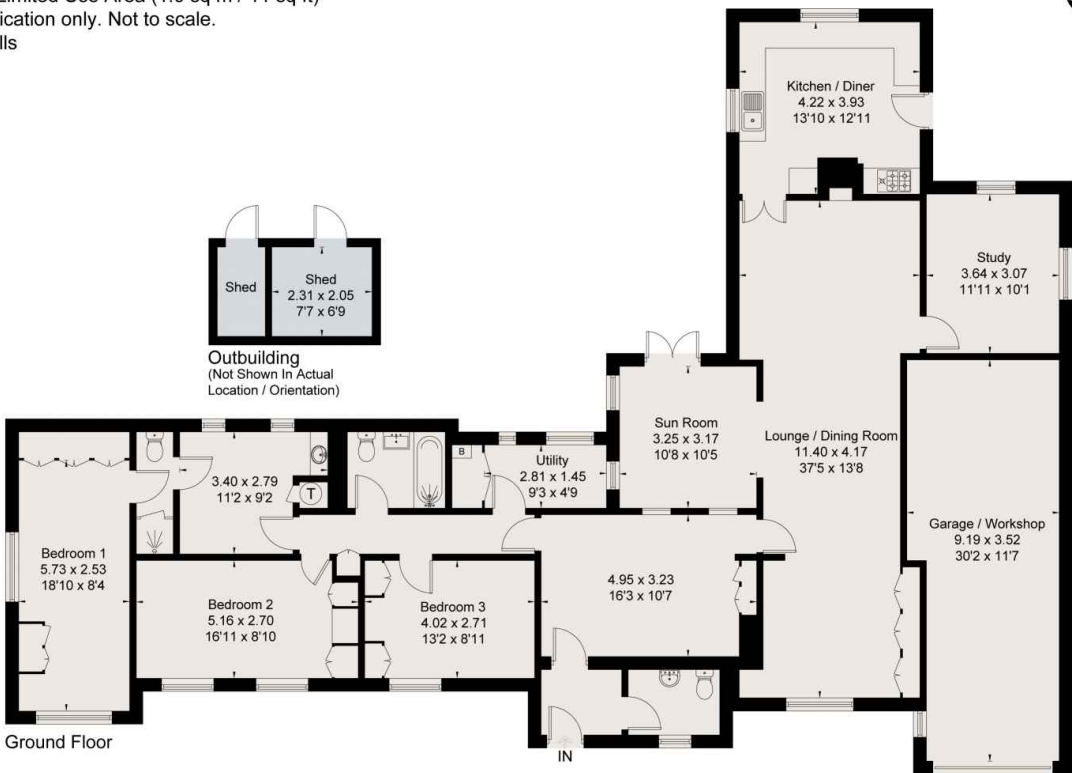 ication only. Not to scale.
lls
Kitchen / Diner
4.22 x 3.93
13'10 x 12'11
Study
3.64 x 3.07
11'11 x 10'1
Shed
Shed
2.31 x 2.05
7'7 x 6'9
Outbuilding
(Not Shown In Actual
Location / Orientation)
Sun Room
3.25 x 3.17
10'8 x 10'5
Lounge / Dining Room
11.40 x 4.17
37'5 x 13'8
B
Utility
2.81 x 1.45
9'3 x 4'9
3.40 x 2.79
11'2 x 9'2
T
Garage / Workshop
9.19 x 3.52
30'2 x 11'7
Bedroom 1
5.73 x 2.53
18'10 x 8'4
Bedroom 2
5.16 x 2.70
16'11 x 8'10
Bedroom 3
4.02 x 2.71
13'2 x 8'11
4.95 x 3.23
16'3 x 10'7
Ground Floor
IN